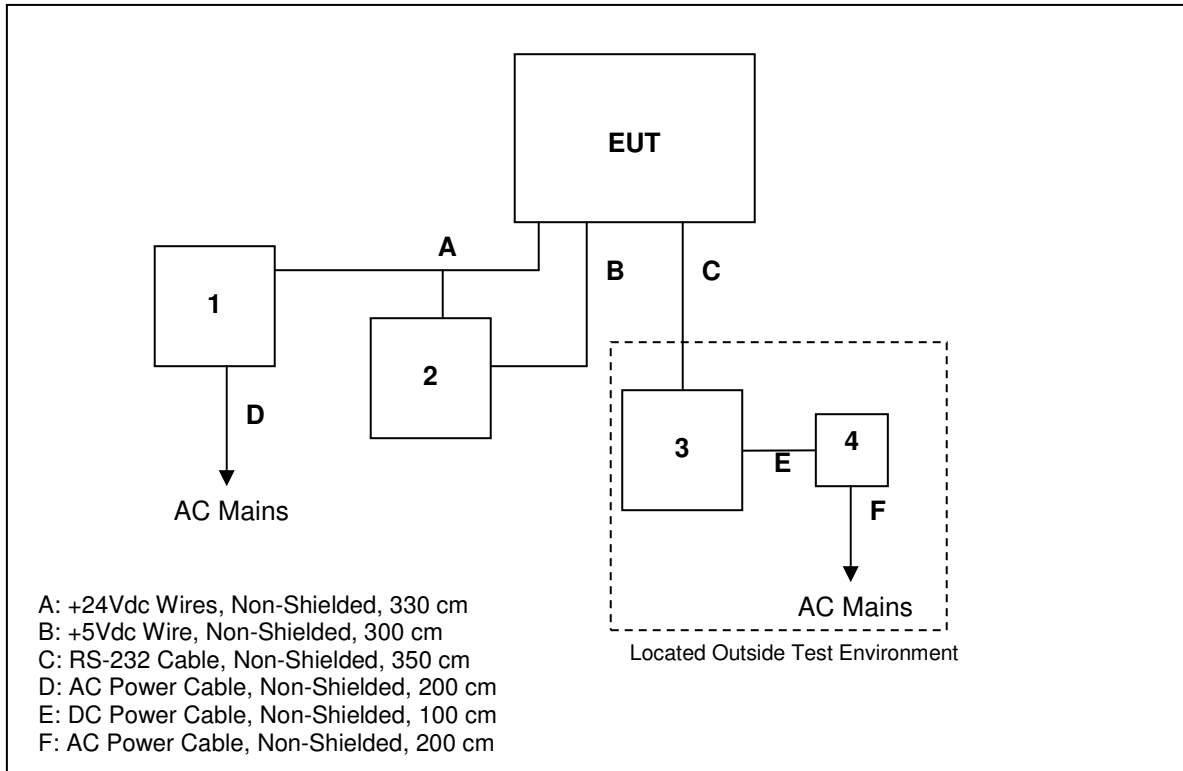 EUT
A
B
C
1
2
D
3
4
E
F
AC Mains
AC Mains
Located Outside Test Environment
A: +24Vdc Wires, Non-Shielded, 330 cm
B: +5Vdc Wire, Non-Shielded, 300 cm
C: RS-232 Cable, Non-Shielded, 350 cm
D: AC Power Cable, Non-Shielded, 200 cm
E: DC Power Cable, Non-Shielded, 100 cm
F: AC Power Cable, Non-Shielded, 200 cm